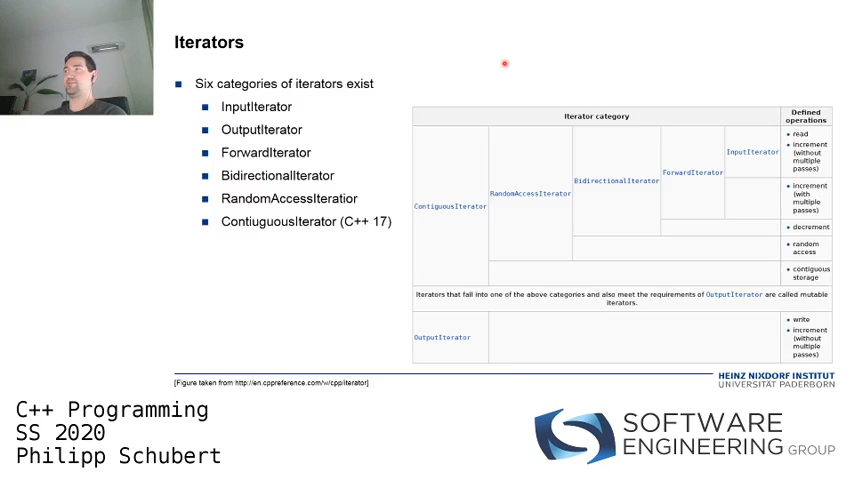 Iterators
Six categories of iterators exist
InputIterator
OutputIterator
ForwardIterator
BidirectionalIterator
RandomAccessIteratior
ContiuguousIterator (C++ 17)
Iterator category
Defined
operations
ContiguousIterator
RandomAccessIterator
BidirectionalIterator
ForwardIterator
InputIterator
read
increment
(without
multiple
passes)
increment
(with
multiple
passes)
decrement
random
access
contiguous
storage
Iterators that fall into one of the above categories and also meet the requirements of OutputIterator are called mutable
iterators.
OutputIterator
write
increment
(without
multiple
passes)
[Figure taken from http://en.cppreference.com/w/cpp/iterator]
HEINZ NIXDORF INSTITUT
UNIVERSITÄT PADERBORN
C++ Programming
SS 2020
Philipp Schubert
SOFTWARE
ENGINEERING GROUP